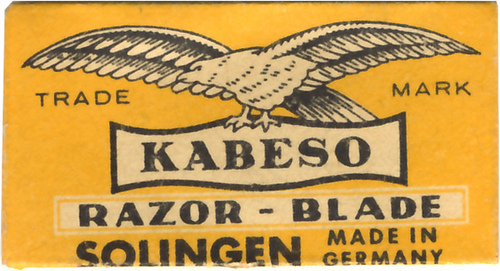 TRADE MARK
KABESO
RAZOR - BLADE
SOLINGEN MADE IN
GERMANY